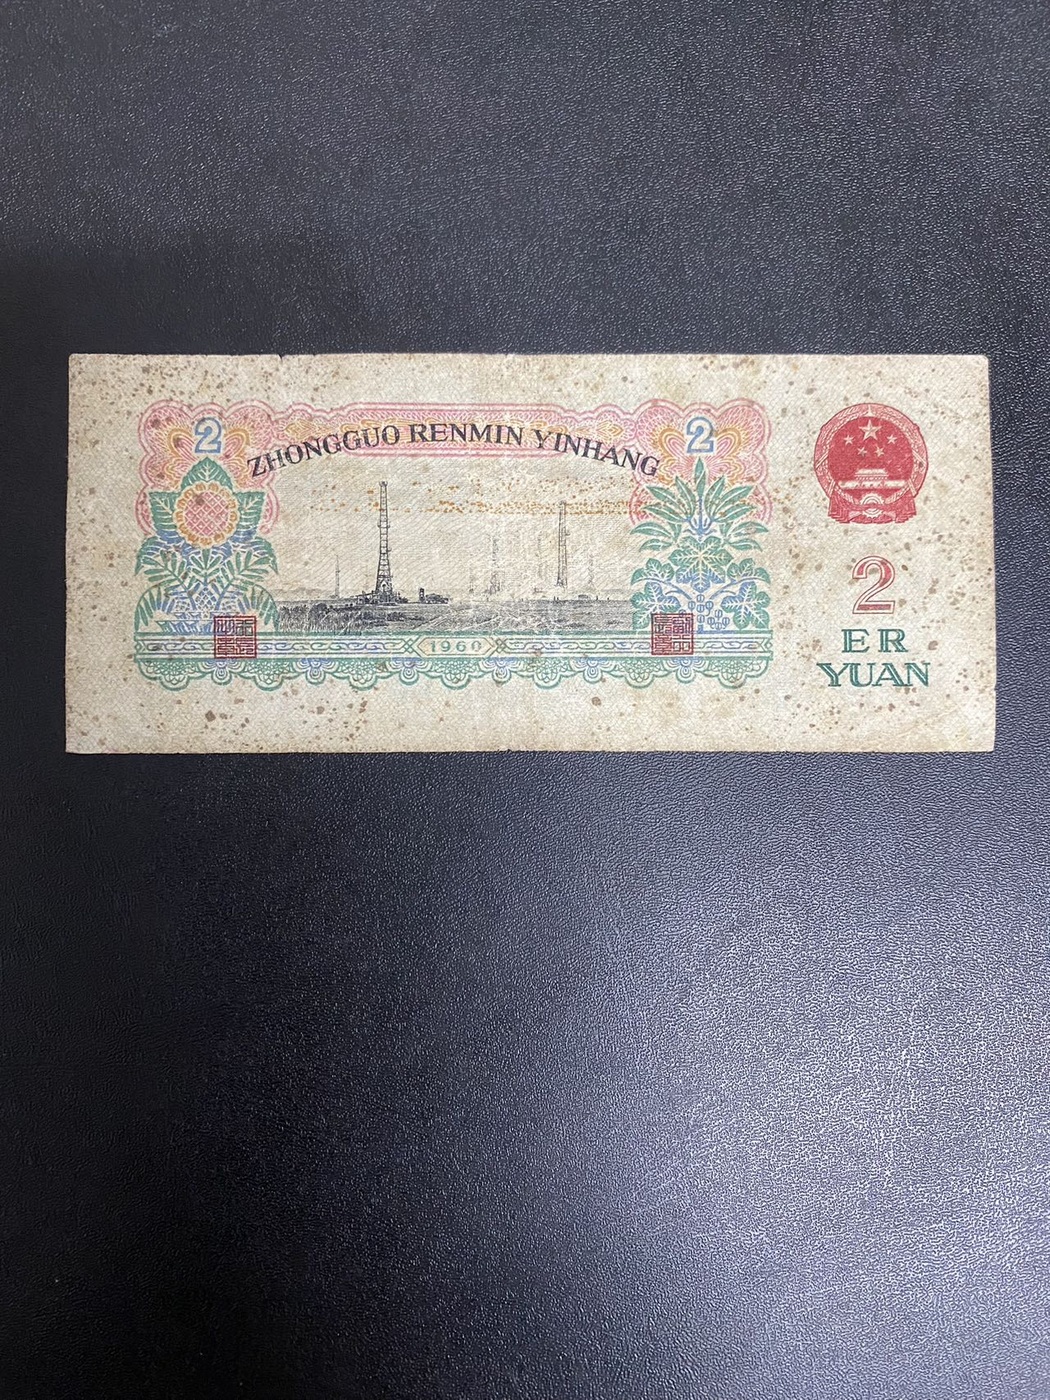 2
2
ZHONGGUO RENMIN YINHANG
2
ER
YUAN
1960